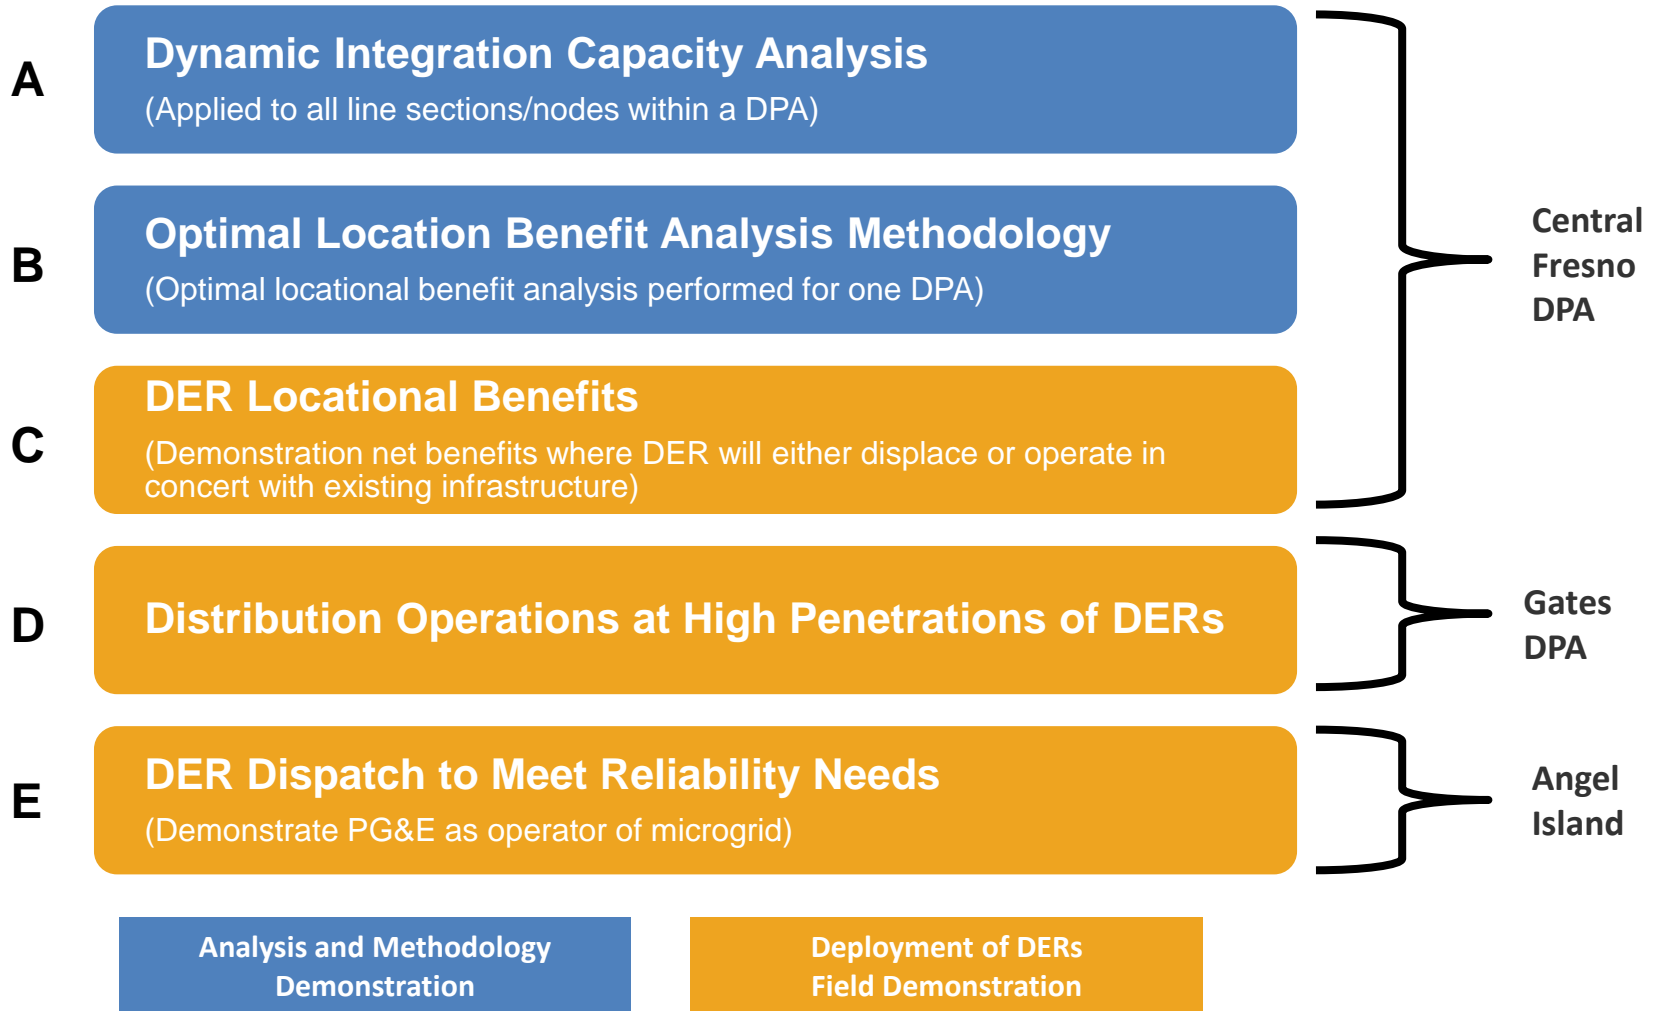 A
Dynamic Integration Capacity Analysis
(Applied to all line sections/nodes within a DPA)
B
Optimal Location Benefit Analysis Methodology
(Optimal locational benefit analysis performed for one DPA)
C
DER Locational Benefits
(Demonstration net benefits where DER will either displace or operate in
concert with existing infrastructure)
Central
Fresno
DPA
D
Distribution Operations at High Penetrations of DERs
Gates
DPA
E
DER Dispatch to Meet Reliability Needs
(Demonstrate PG&E as operator of microgrid)
Angel
Island
Analysis and Methodology
Demonstration
Deployment of DERs
Field Demonstration